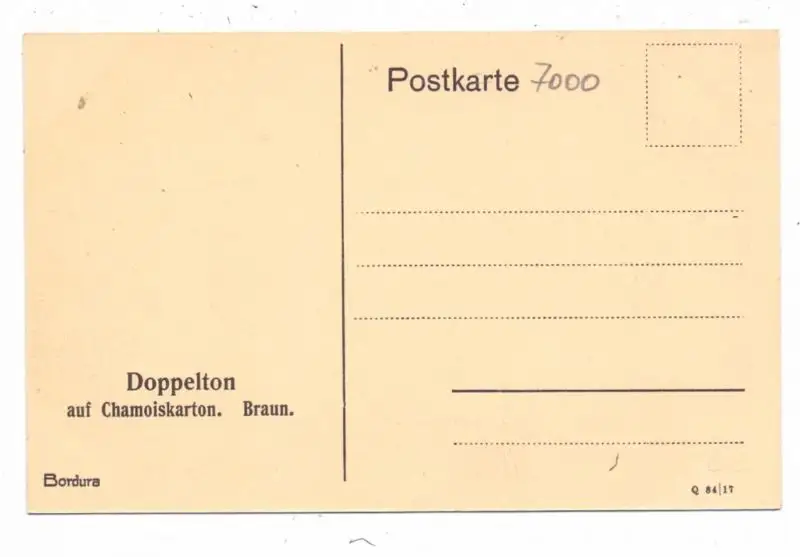 Postkarte 7000
Doppelton
auf Chamoiskarton. Braun.
Bordura
Q 84|17